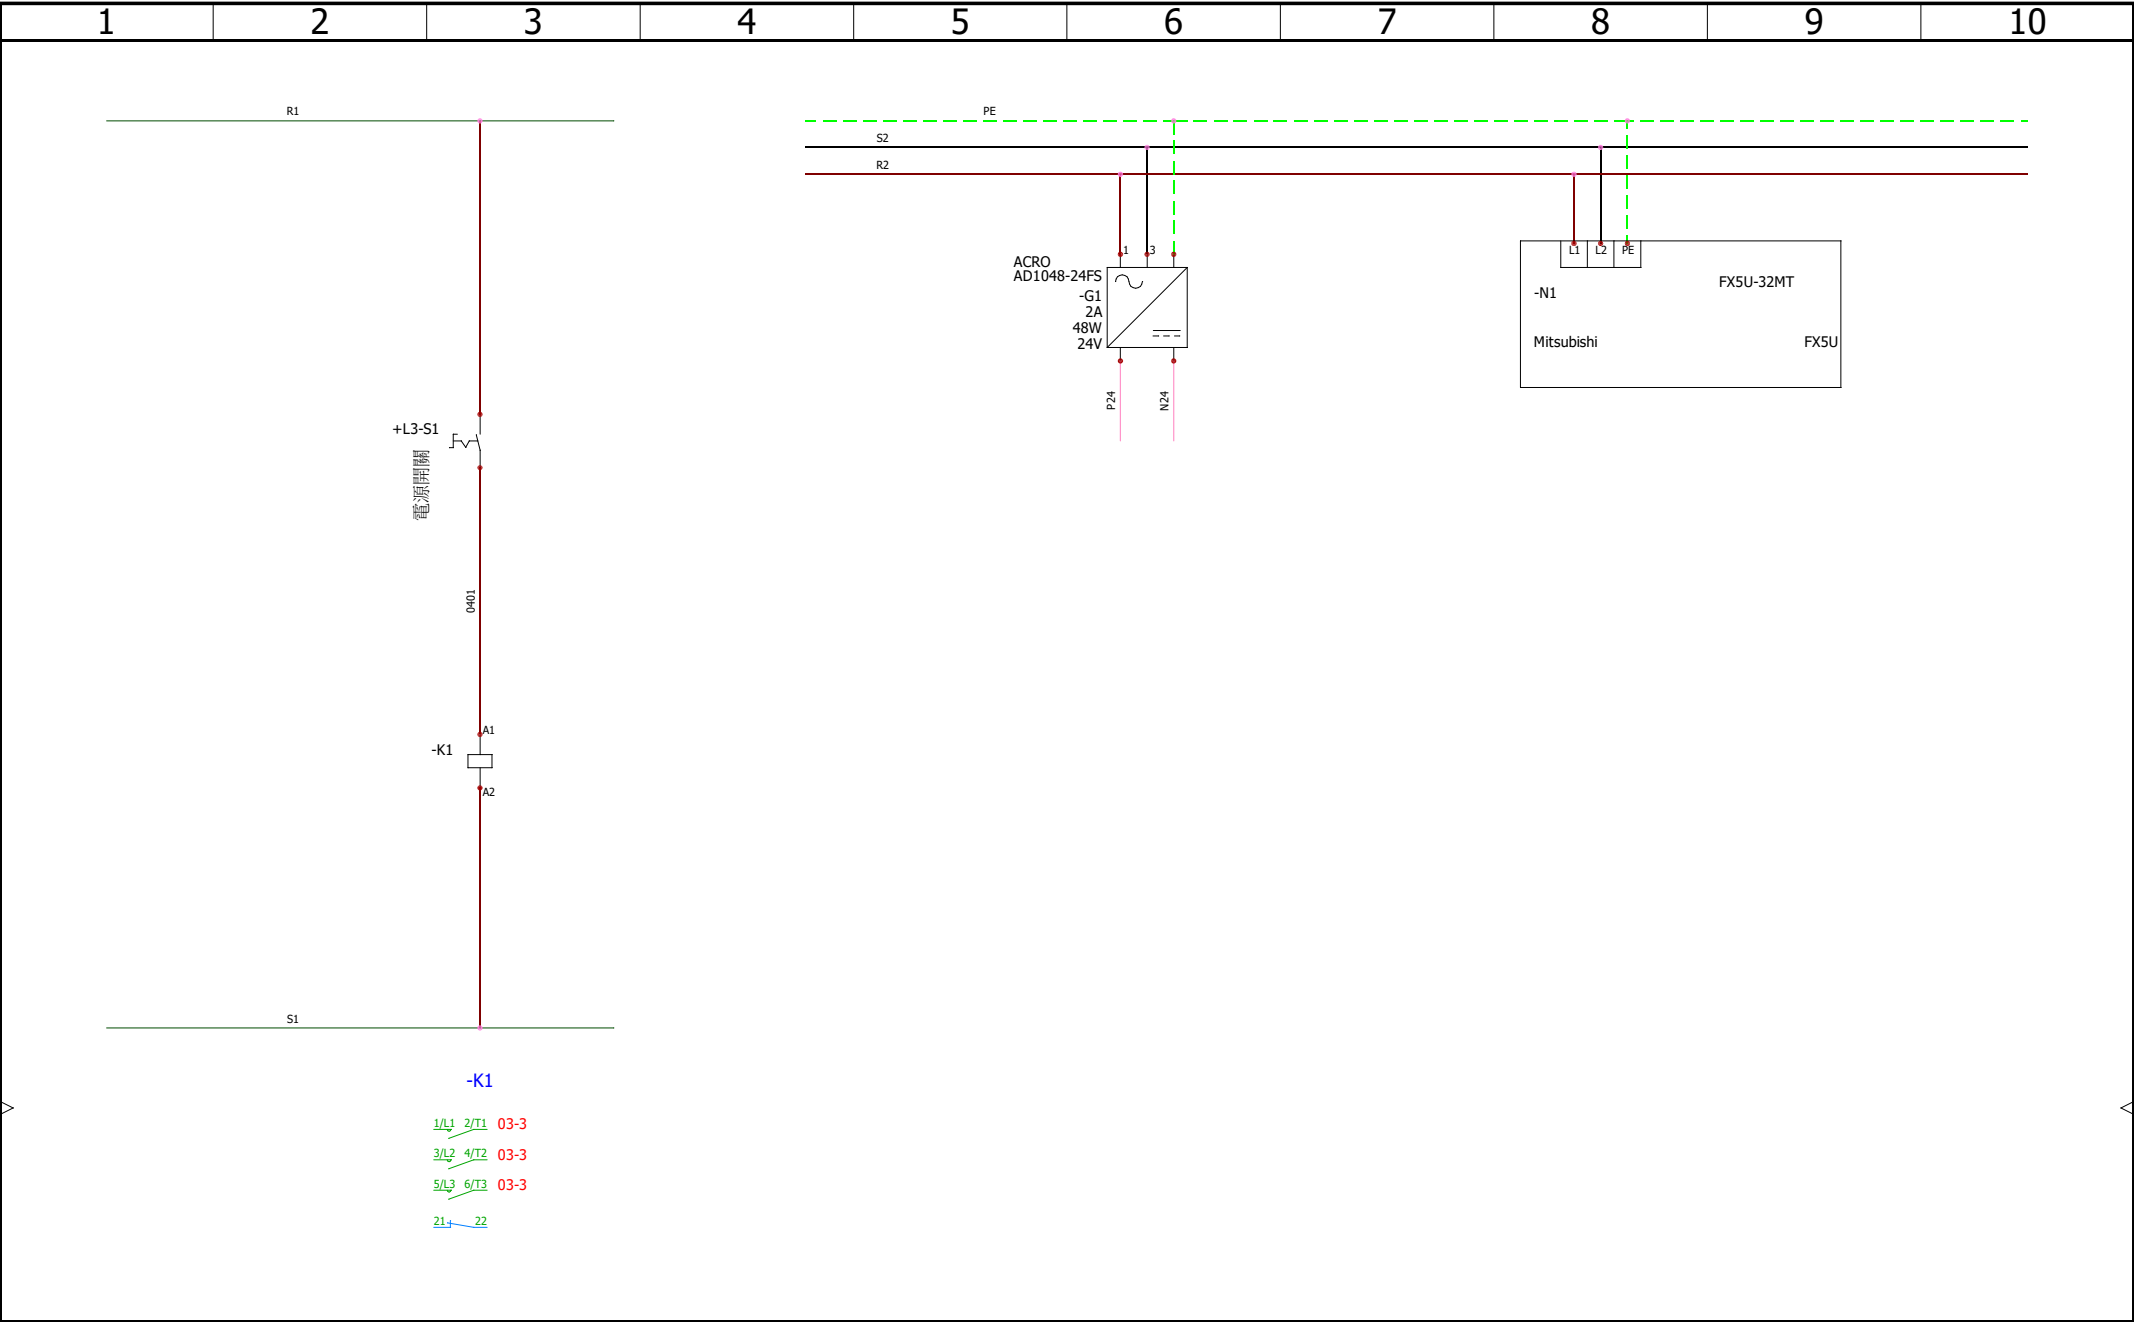 1 2 3 4 5 6 7 8 9 10
R1
PE
S2
R2
1 3
L1 L2 PE
ACRO
AD1048-24FS
-G1
2A
48W
24V
P24
N24
-N1
FX5U-32MT
Mitsubishi
FX5U
+L3-S1
電源開關
0401
A1
-K1
A2
S1
-K1
1/L1 2/T1 03-3
3/L2 4/T2 03-3
5/L3 6/T3 03-3
21 22